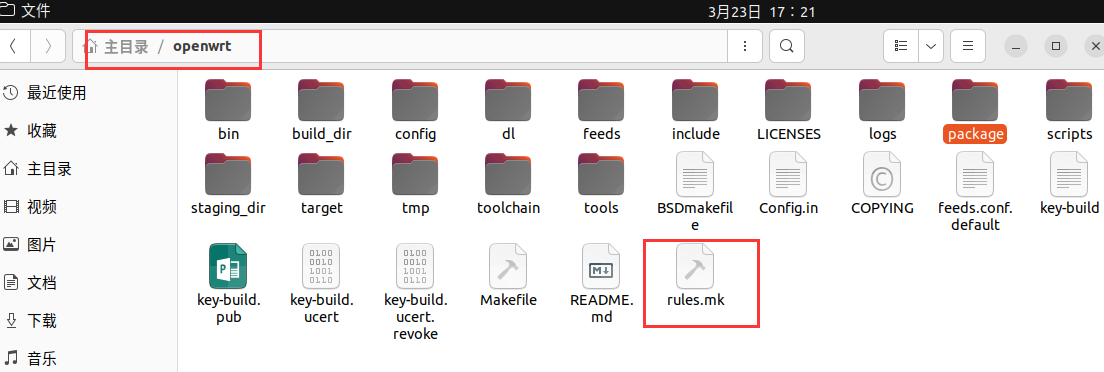 文件
3月23日 17：21
主目录 / openwrt
最近使用
收藏
主目录
视频
图片
文档
下载
音乐
bin
build_dir
config
dl
feeds
include
LICENSES
logs
package
scripts
staging_dir
target
tmp
toolchain
tools
BSDmakefil
e
Config.in
COPYING
feeds.conf.
default
key-build
key-build.
pub
key-build.
ucert
key-build.
ucert.
revoke
Makefile
README.
md
rules.mk